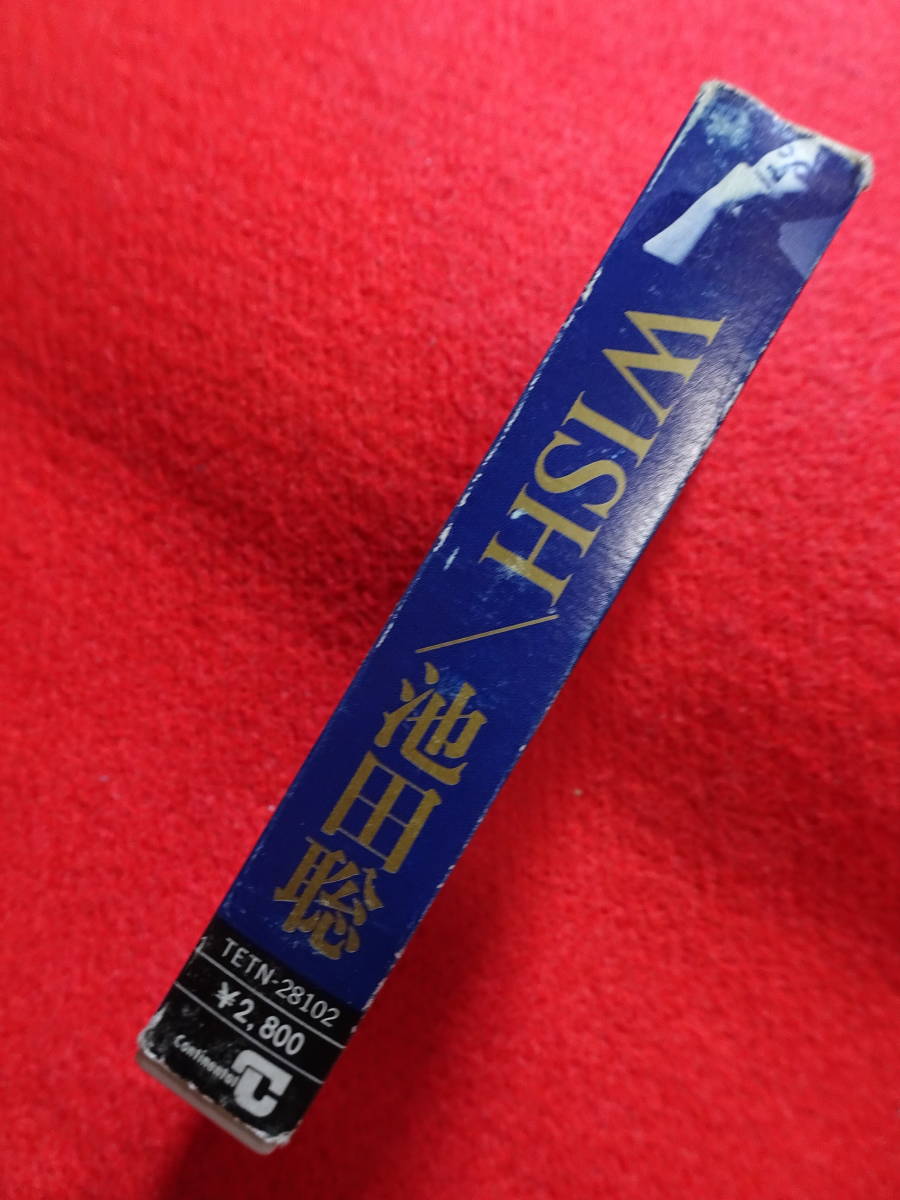 WISH/池田聡
TETN-28102
¥2,800
Continental